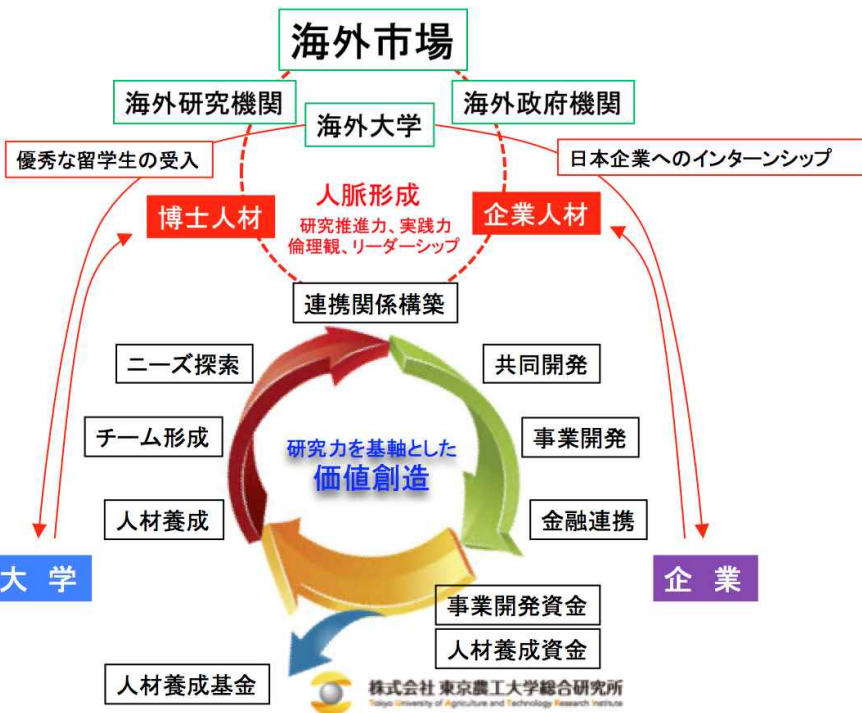 海外市場
海外研究機関
海外政府機関
海外大学
優秀な留学生の受入
日本企業へのインターンシップ
人脈形成
研究推進力、実践力
倫理観、リーダーシップ
博士人材
企業人材
連携関係構築
ニーズ探索
共同開発
チーム形成
事業開発
研究力を基軸とした
価値創造
人材養成
金融連携
大 学
企 業
事業開発資金
人材養成資金
人材養成基金
株式会社 東京農工大学総合研究所
Tokyo University of Agriculture and Technology Research Institute